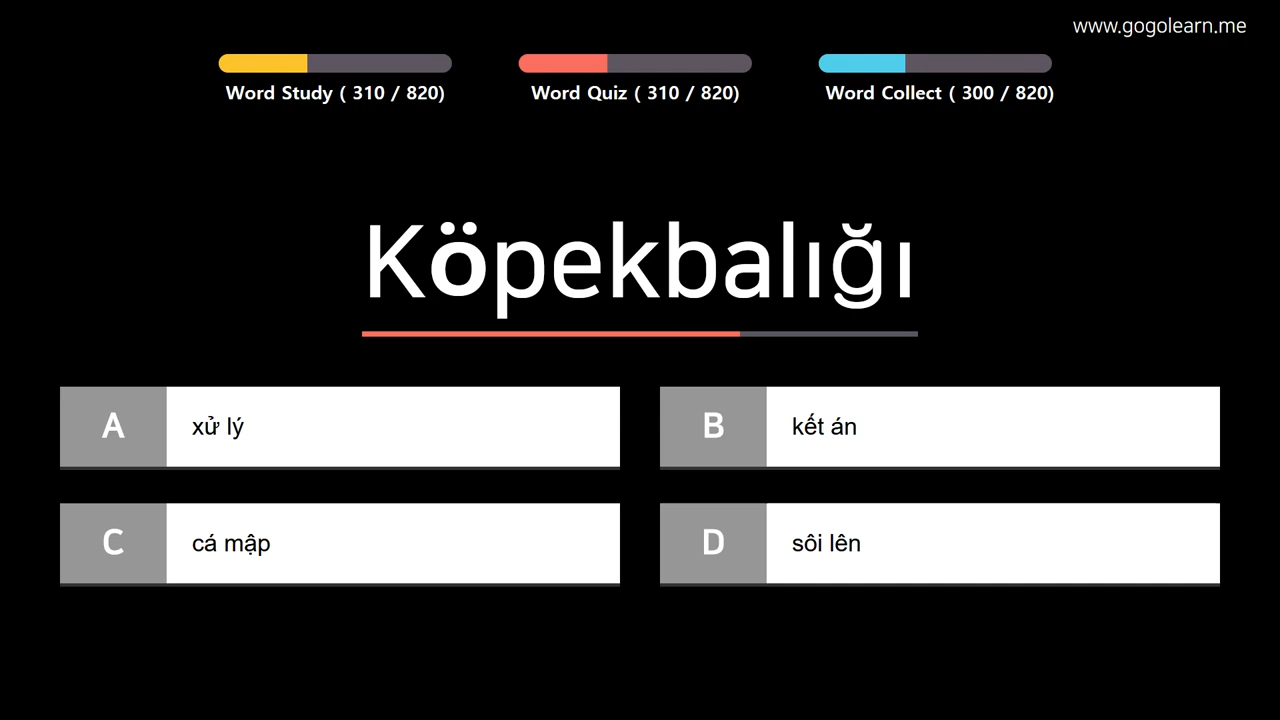 www.gogolearn.me
Word Study ( 310 / 820)
Word Quiz ( 310 / 820)
Word Collect ( 300 / 820)
Köpekbalığı
A xử lý
B kết án
C cá mập
D sôi lên